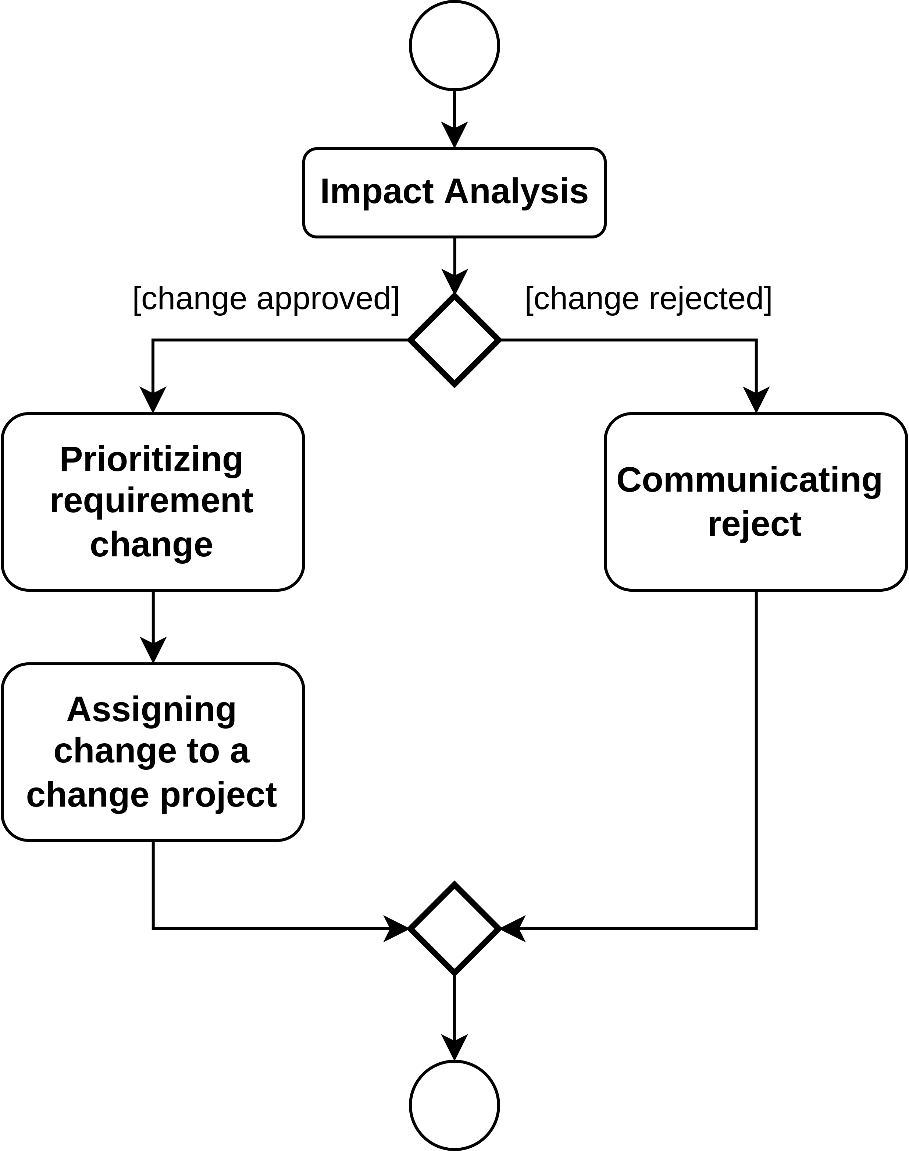 Impact Analysis
[change approved]
[change rejected]
Prioritizing
requirement
change
Communicating
reject
Assigning
change to a
change project